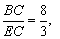 BC/EC = 8/3,